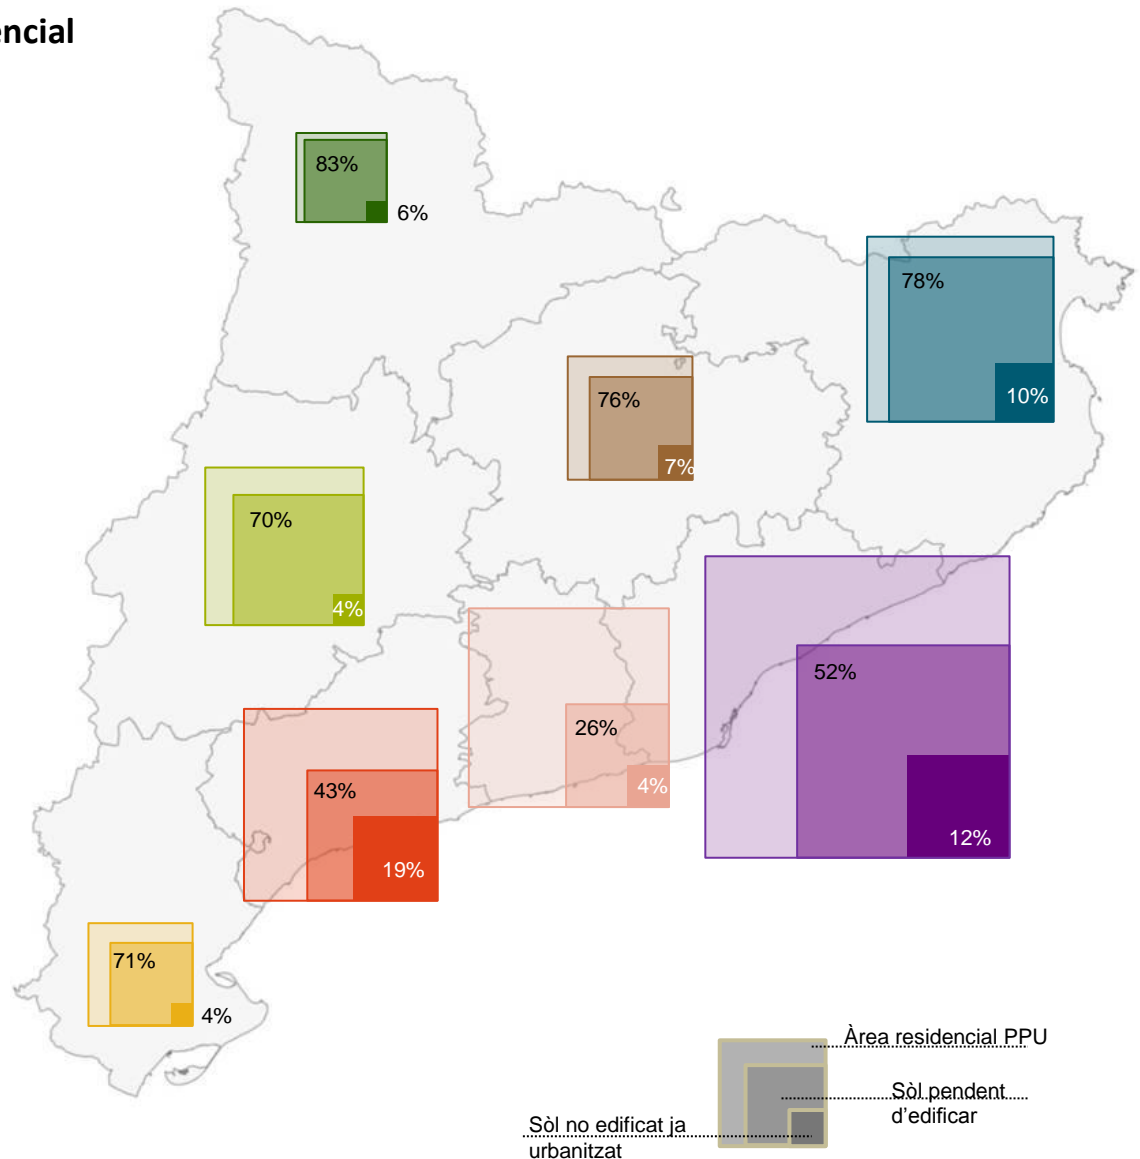 encial
83%
6%
78%
10%
76%
7%
70%
4%
52%
12%
26%
4%
43%
19%
71%
4%
Àrea residencial PPU
Sòl pendent
d’edificar
Sòl no edificat ja
urbanitzat